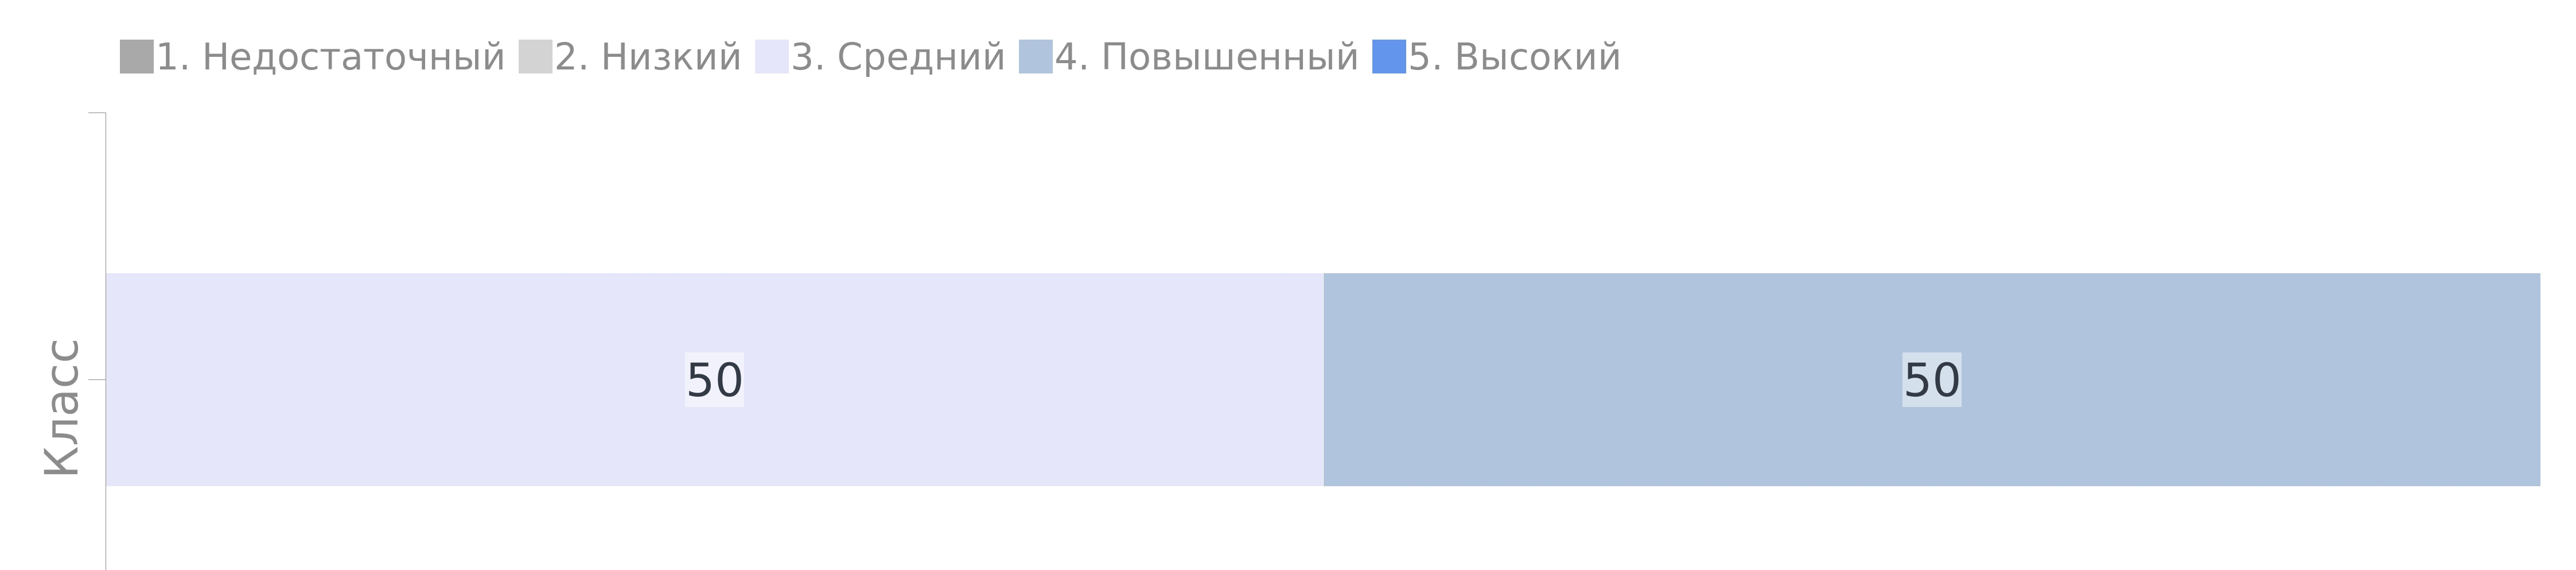 1. Недостаточный 2. Низкий 3. Средний 4. Повышенный 5. Высокий
Класс
50 50